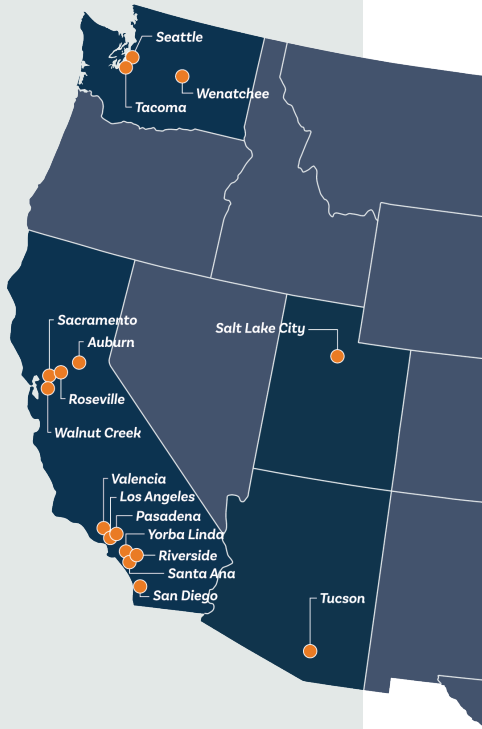 Seattle
Wenatchee
Tacoma
Sacramento
Salt Lake City
Auburn
Roseville
Walnut Creek
Valencia
Los Angeles
Pasadena
Yorba Linda
Riverside
Santa Ana
San Diego
Tucson